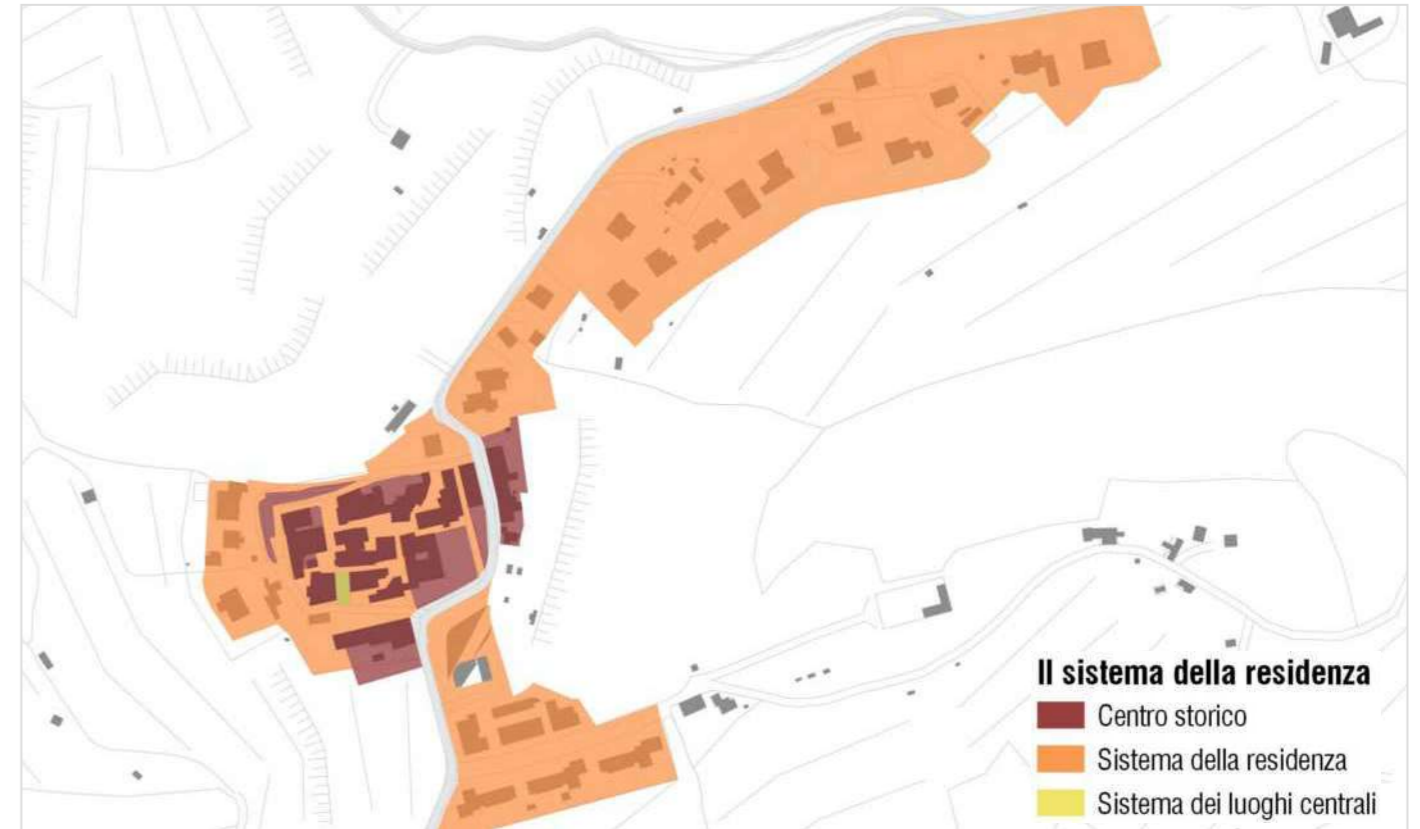 Il sistema della residenza
Centro storico
Sistema della residenza
Sistema dei luoghi centrali